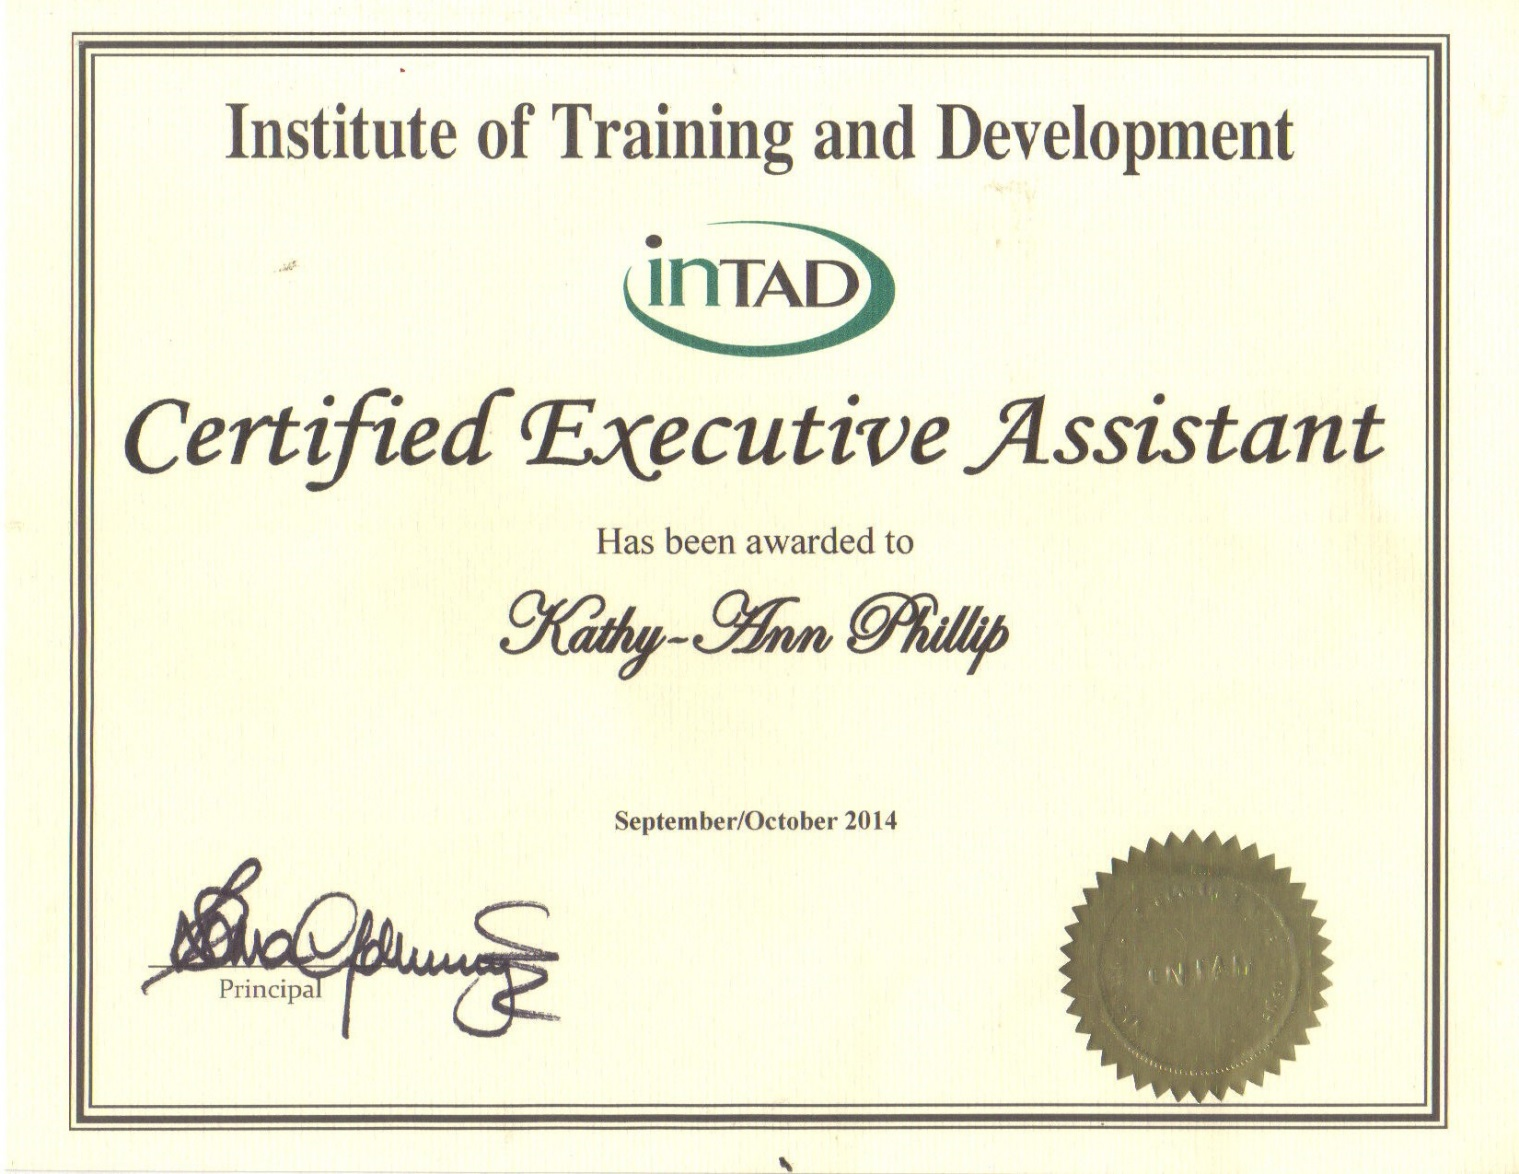 Institute of Training and Development
inTAD
Certified Executive Assistant
Has been awarded to
Kathy-Ann Phillip
September/October 2014
Principal
INTAD